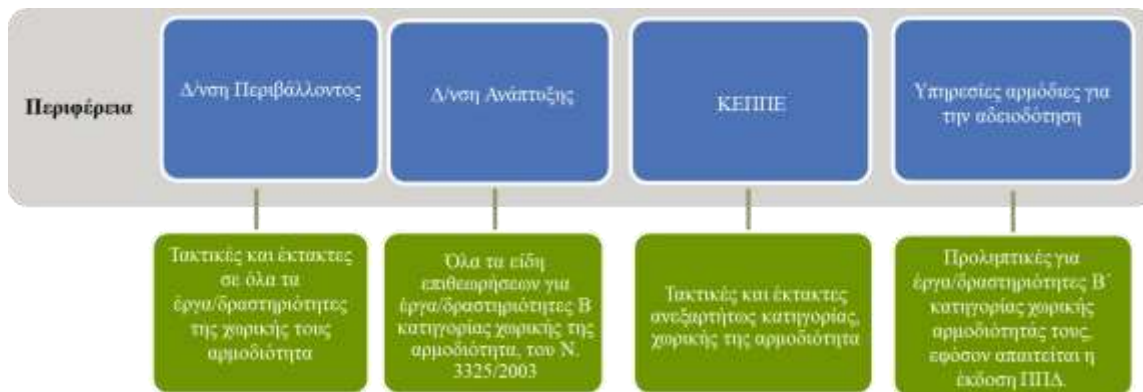 Περιφέρεια
Δ/νση Περιβάλλοντος
Δ/νση Ανάπτυξης
ΚΕΠΠΕ
Υπηρεσίες αρμόδιες για
την αδειοδότηση
Τακτικές και έκτακτες
σε όλα τα
έργα/δραστηριότητες
της χωρικής τους
αρμοδιότητα
Όλα τα είδη
επιθεωρήσεων για
έργα/δραστηριότητες Β
κατηγορίας χωρικής της
αρμοδιότητα, του Ν.
3325/2003
Τακτικές και έκτακτες
ανεξαρτήτως κατηγορίας,
χωρικής της αρμοδιότητα
Προληπτικές για
έργα/δραστηριότητες Β΄
κατηγορίας χωρικής
αρμοδιότητάς τους,
εφόσον απαιτείται η
έκδοση ΠΠΔ.